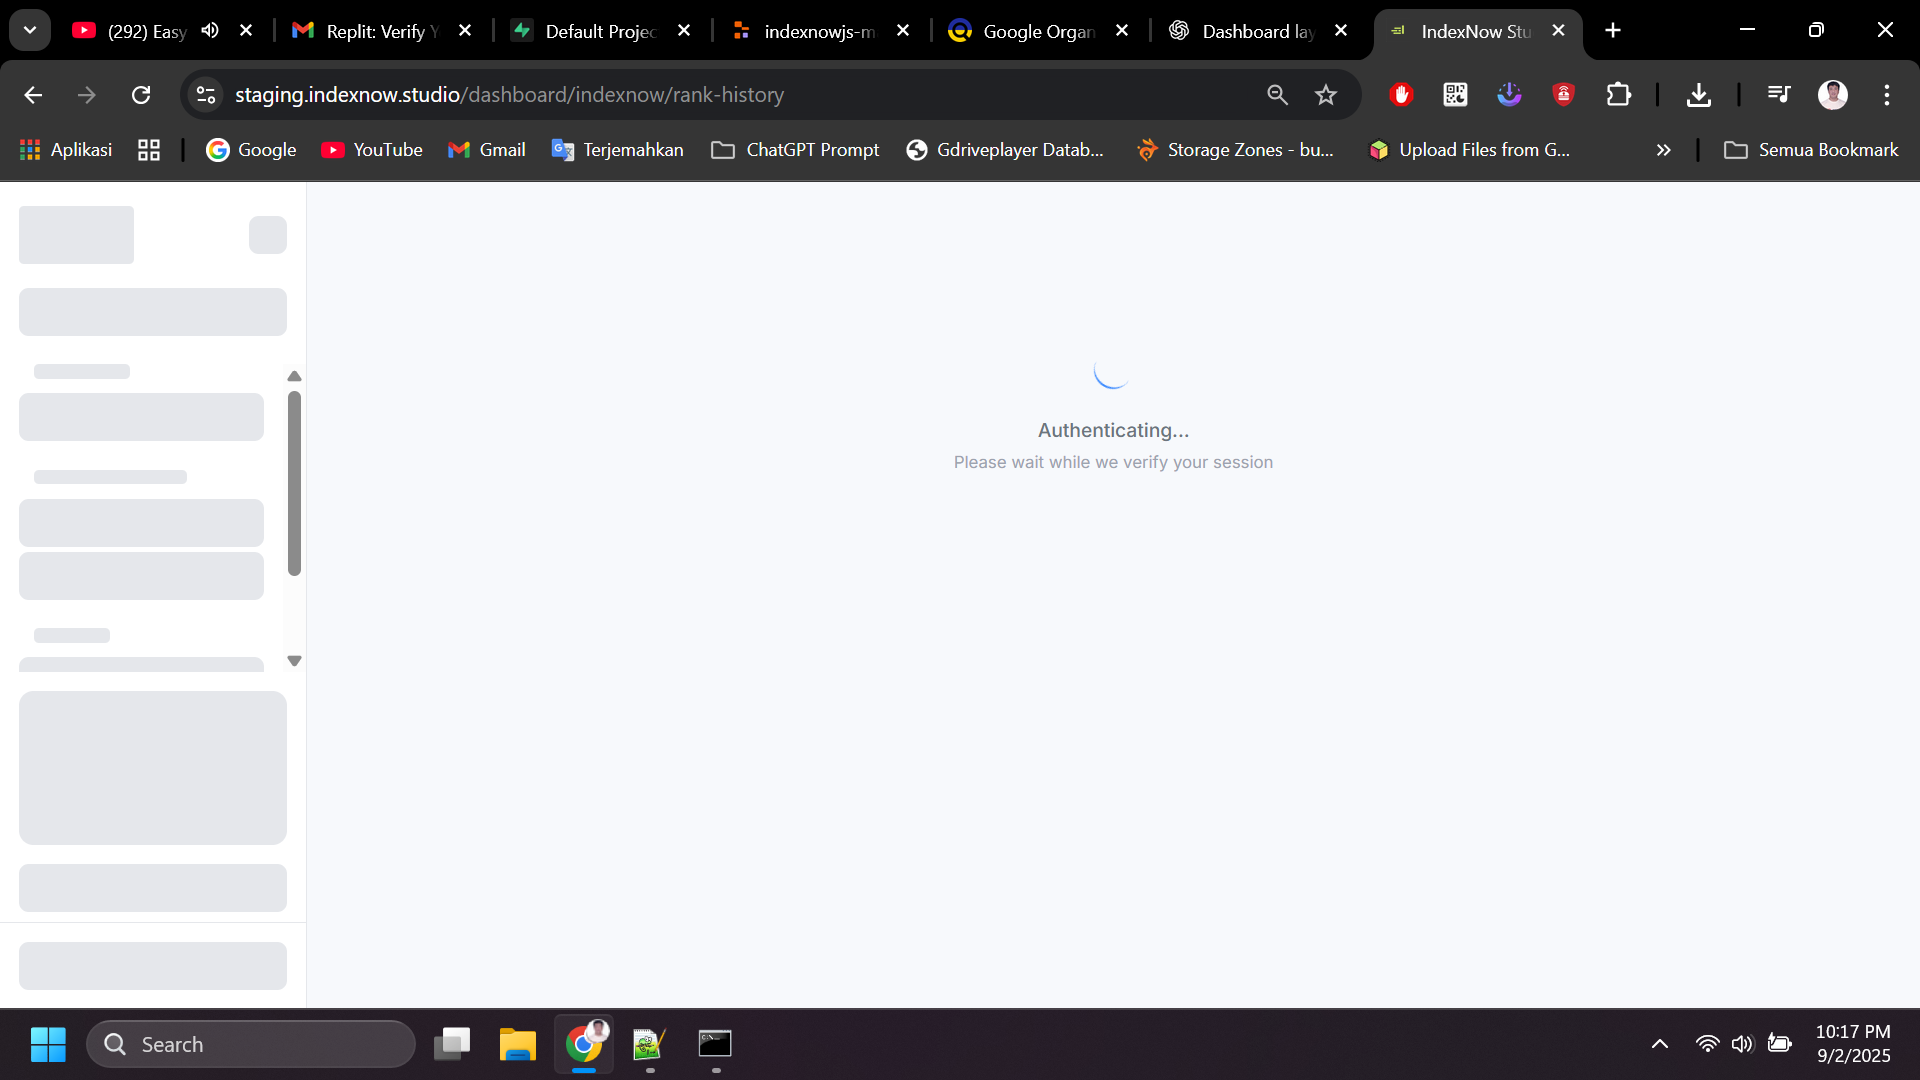 (292) Easy
Replit: Verify Y
Default Projec
indexnowjs-m
Google Organ
Dashboard lay
IndexNow Stu
staging.indexnow.studio/dashboard/indexnow/rank-history
Aplikasi
Google
YouTube
Gmail
Terjemahkan
ChatGPT Prompt
Gdriveplayer Datab...
Storage Zones - bu...
Upload Files from G...
Semua Bookmark
Authenticating...
Please wait while we verify your session
Search
10:17 PM
9/2/2025